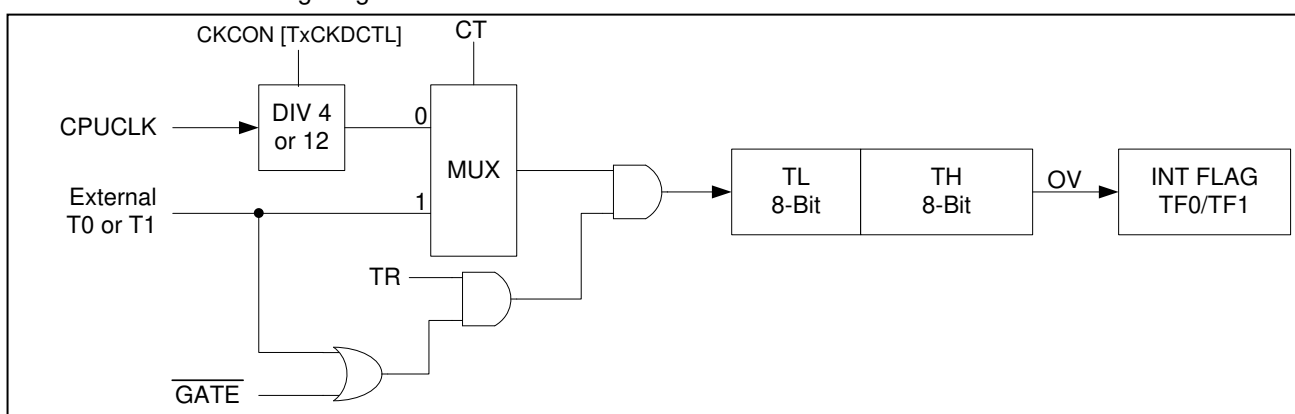 CKCON [TxCKDCTL]
CT
DIV 4
or 12
0
CPUCLK
MUX
TL
8-Bit
TH
8-Bit
OV
INT FLAG
TF0/TF1
External
T0 or T1
1
TR
GATE